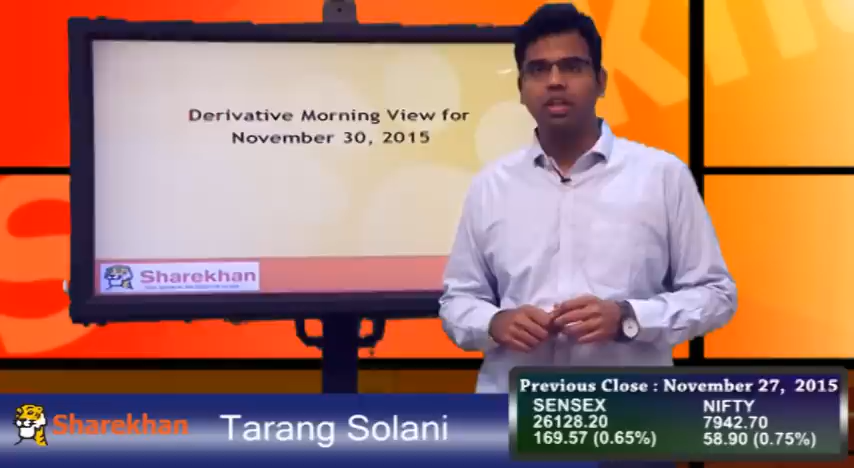 Derivative Morning View for
November 30, 2015
Sharekhan
Sharekhan
Tarang Solani
Previous Close : November 27, 2015
SENSEX
26128.20
169.57 (0.65%)
NIFTY
7942.70
58.90 (0.75%)